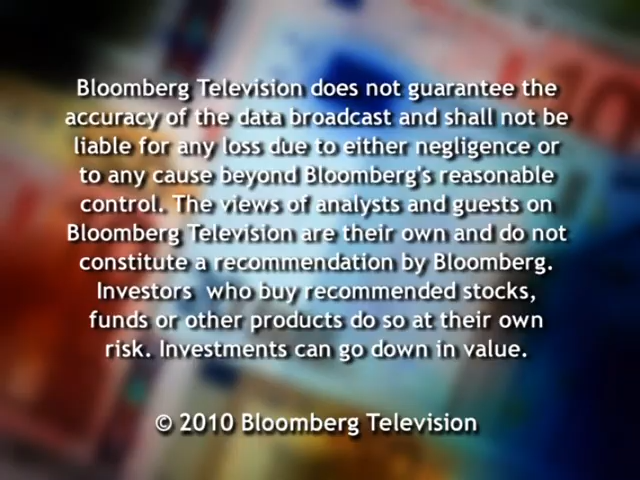 Bloomberg Television does not guarantee the
accuracy of the data broadcast and shall not be
liable for any loss due to either negligence or
to any cause beyond Bloomberg's reasonable
control. The views of analysts and guests on
Bloomberg Television are their own and do not
constitute a recommendation by Bloomberg.
Investors  who buy recommended stocks,
funds or other products do so at their own
risk. Investments can go down in value.
© 2010 Bloomberg Television